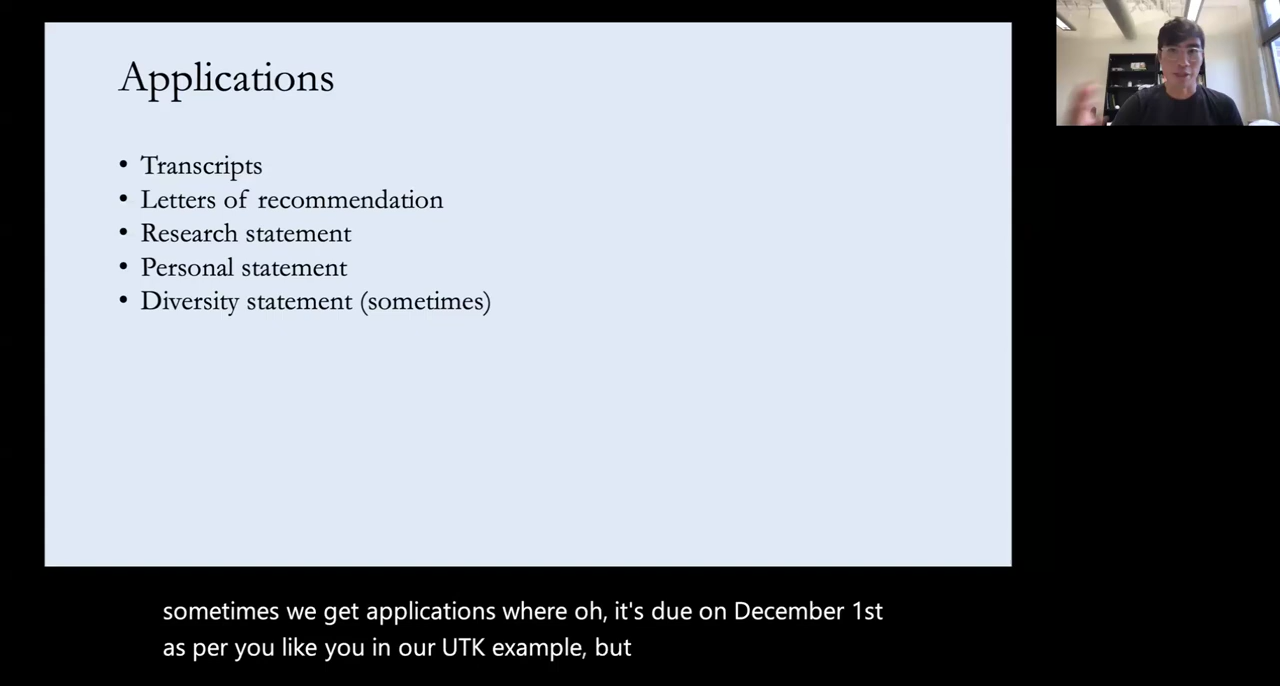 Applications
• Transcripts
• Letters of recommendation
• Research statement
• Personal statement
• Diversity statement (sometimes)
sometimes we get applications where oh, it's due on December 1st
as per you like you in our UTK example, but